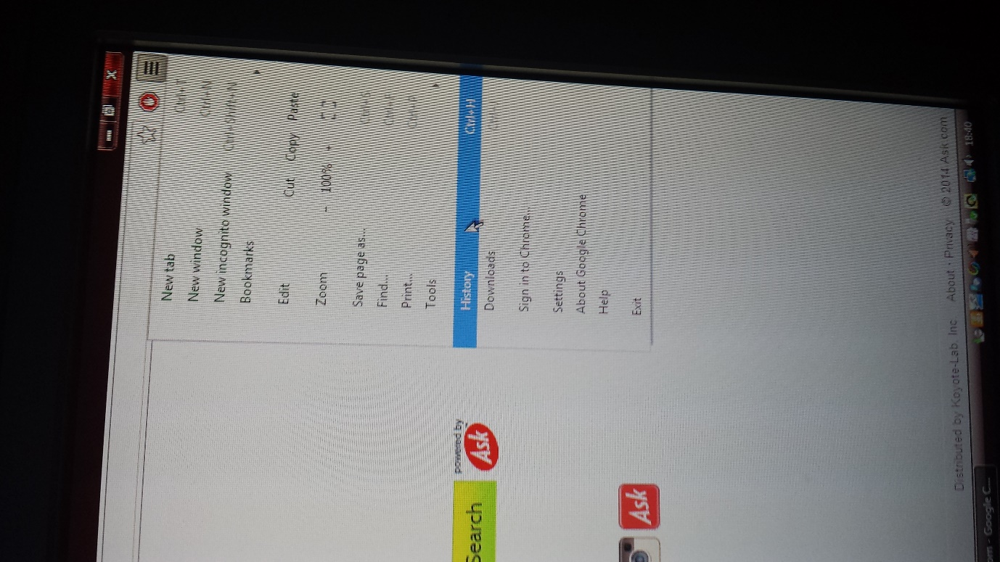 New tab Ctrl+T
New window Ctrl+N
New incognito window Ctrl+Shift+N
Bookmarks
Edit Cut Copy Paste
Zoom - 100% +
Save page as... Ctrl+S
Find... Ctrl+F
Print... Ctrl+P
Tools
History Ctrl+H
Downloads Ctrl+J
Sign in to Chrome...
Settings
About Google Chrome
Help
Exit
powered by
Search Ask
Ask
Distributed by Koyote-Lab, Inc About · Privacy © 2014 Ask.com
om - Google C... 18:40